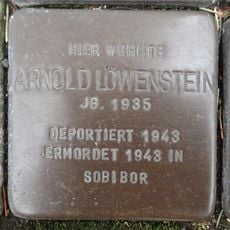 HIER WOHNTE
ARNOLD LÖWENSTEIN
JG. 1935
DEPORTIERT 1943
ERMORDET 1943 IN
SOBIBOR